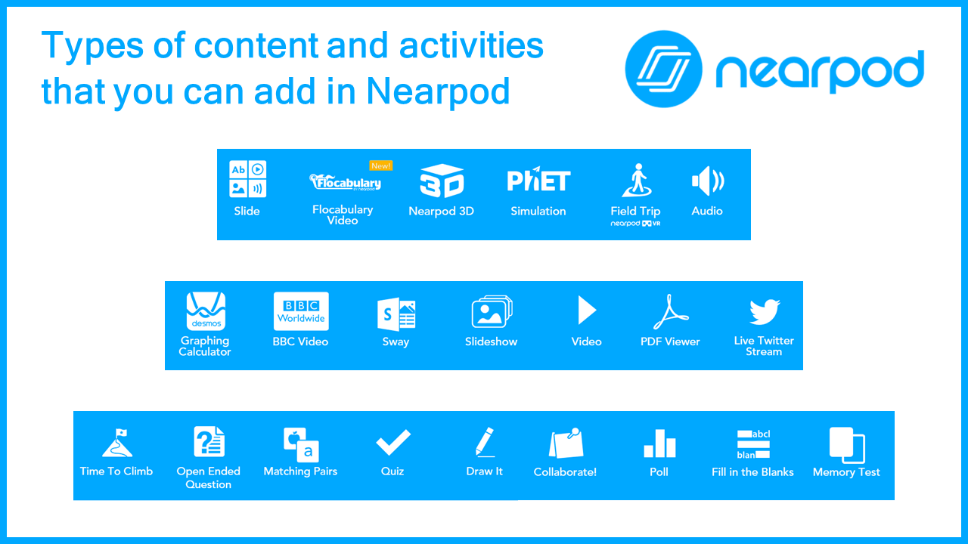 Types of content and activities
that you can add in Nearpod
nearpod
Ab
New!
Flocabulary
3D
PhET
Slide
Flocabulary
Video
Nearpod 3D
Simulation
Field Trip
nearpod VR
Audio
desmos
BBC
Worldwide
S
Graphing
Calculator
BBC Video
Sway
Slideshow
Video
PDF Viewer
Live Twitter
Stream
?
a
abcl
blan
Time To Climb
Open Ended
Question
Matching Pairs
Quiz
Draw It
Collaborate!
Poll
Fill in the Blanks
Memory Test